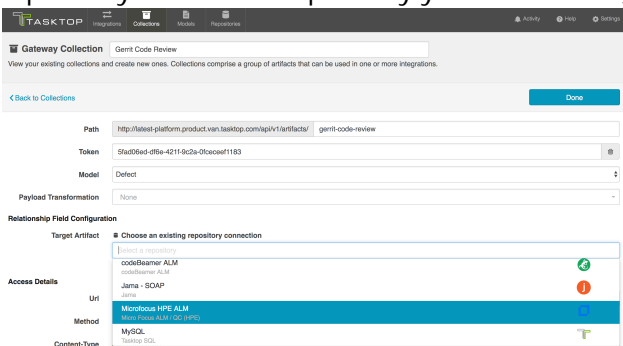 TASKTOP
Integrations
Collections
Models
Repositories
Activity
Help
Settings
Gateway Collection
Gerrit Code Review
View your existing collections and create new ones. Collections comprise a group of artifacts that can be used in one or more integrations.
Back to Collections
Done
Path
http://latest-platform.product.van.tasktop.com/api/v1/artifacts/
gerrit-code-review
Token
5fad06ed-df6e-421f-9c2a-0fceceef1183
Model
Defect
Payload Transformation
None
Relationship Field Configuration
Target Artifact
Choose an existing repository connection
Select a repository
codeBeamer ALM
codeBeamer ALM
Access Details
Jama - SOAP
Jama
Url
Microfocus HPE ALM
Micro Focus ALM / QC (HPE)
Method
MySQL
Tasktop SQL
Content-Type